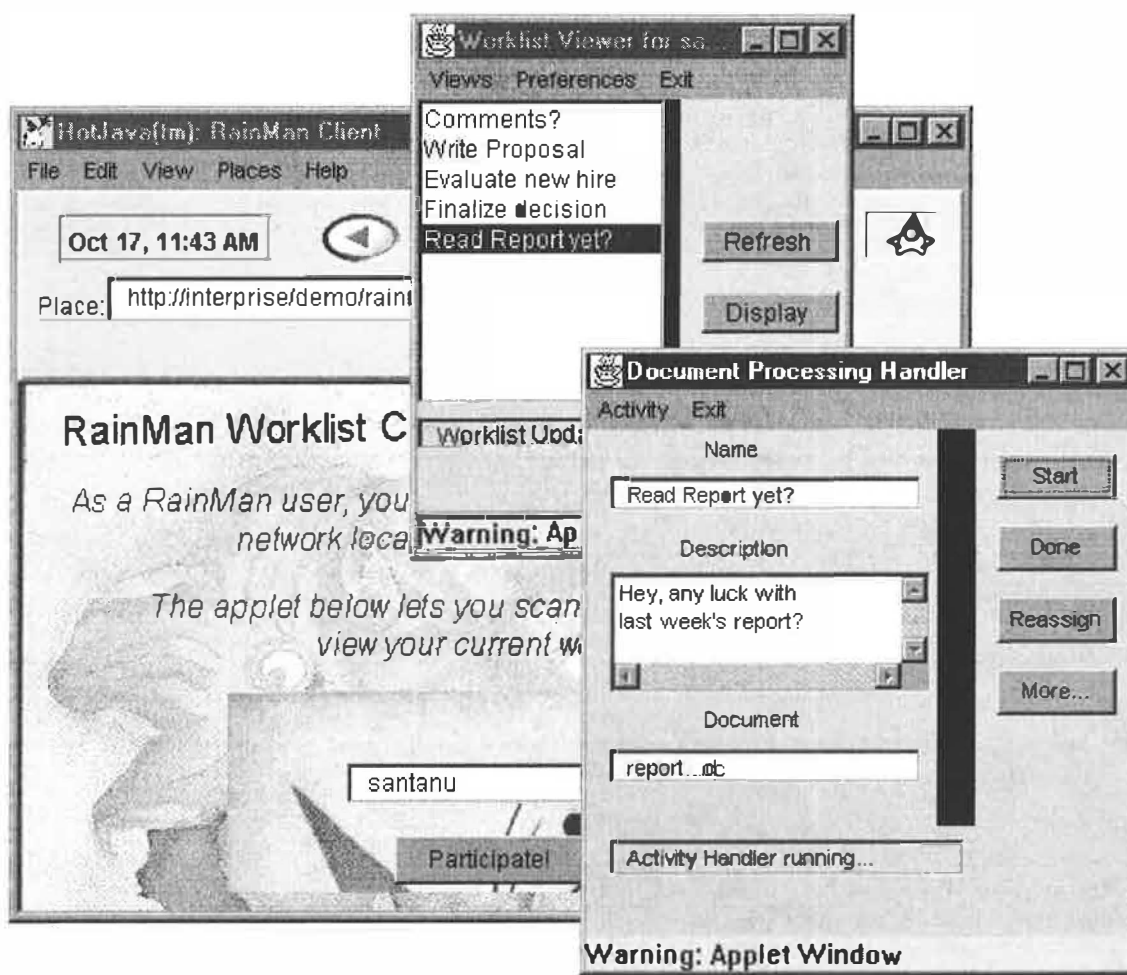 Worklist Viewer for sa...
Views Preferences Exit
Comments?
Write Proposal
Evaluate new hire
Finalize decision
Read Report yet?
Refresh
Display
Worklist Upda
Warning: Ap
HotJava(tm): RainMan Client
File Edit View Places Help
Oct 17, 11:43 AM
Place: http://interprise/demo/rain
RainMan Worklist C
As a RainMan user, you
network loca
The applet below lets you scan
view your current w
santanu
Participate!
Document Processing Handler
Activity Exit
Name
Read Report yet?
Description
Hey, any luck with
last week's report?
Document
Activity Handler running...
Start
Done
Reassign
More...
Warning: Applet Window